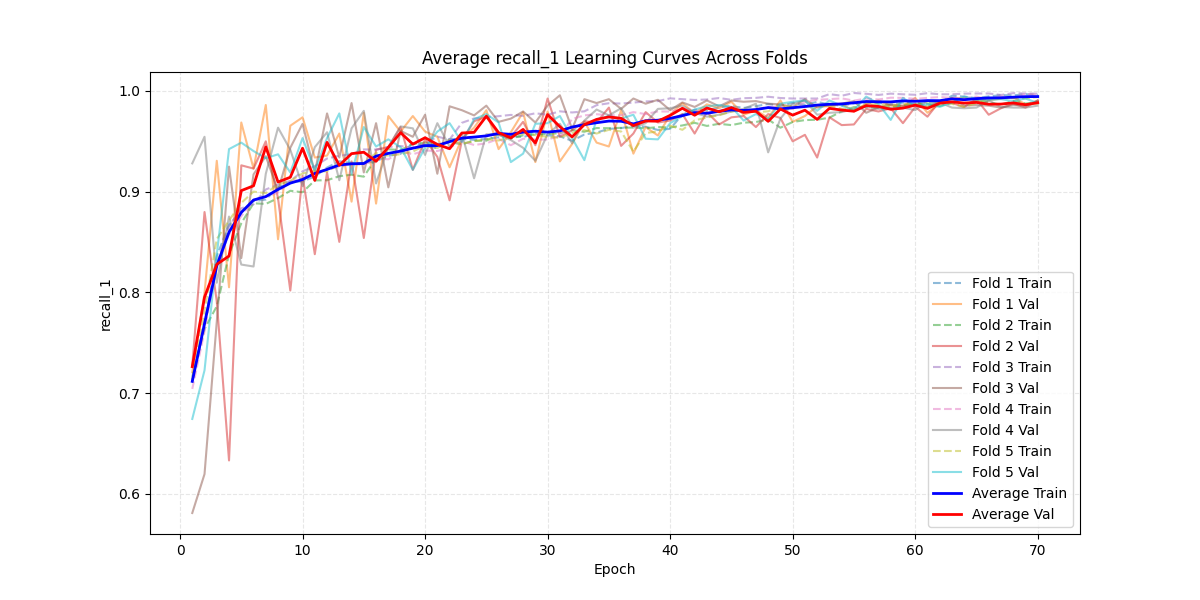 Average recall_1 Learning Curves Across Folds
recall_1
1.0
0.9
0.8
0.7
0.6
Fold 1 Train
Fold 1 Val
Fold 2 Train
Fold 2 Val
Fold 3 Train
Fold 3 Val
Fold 4 Train
Fold 4 Val
Fold 5 Train
Fold 5 Val
Average Train
Average Val
0 10 20 30 40 50 60 70
Epoch